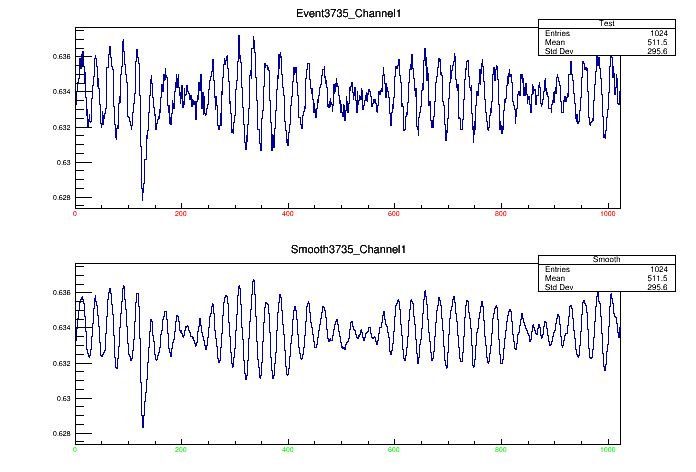 Event3735_Channel1
Test
Entries 1024
Mean 511.5
Std Dev 295.6
0.636
0.634
0.632
0.63
0.628
0 200 400 600 800 1000
Smooth3735_Channel1
Smooth
Entries 1024
Mean 511.5
Std Dev 295.6
0.636
0.634
0.632
0.63
0.628
0 200 400 600 800 1000